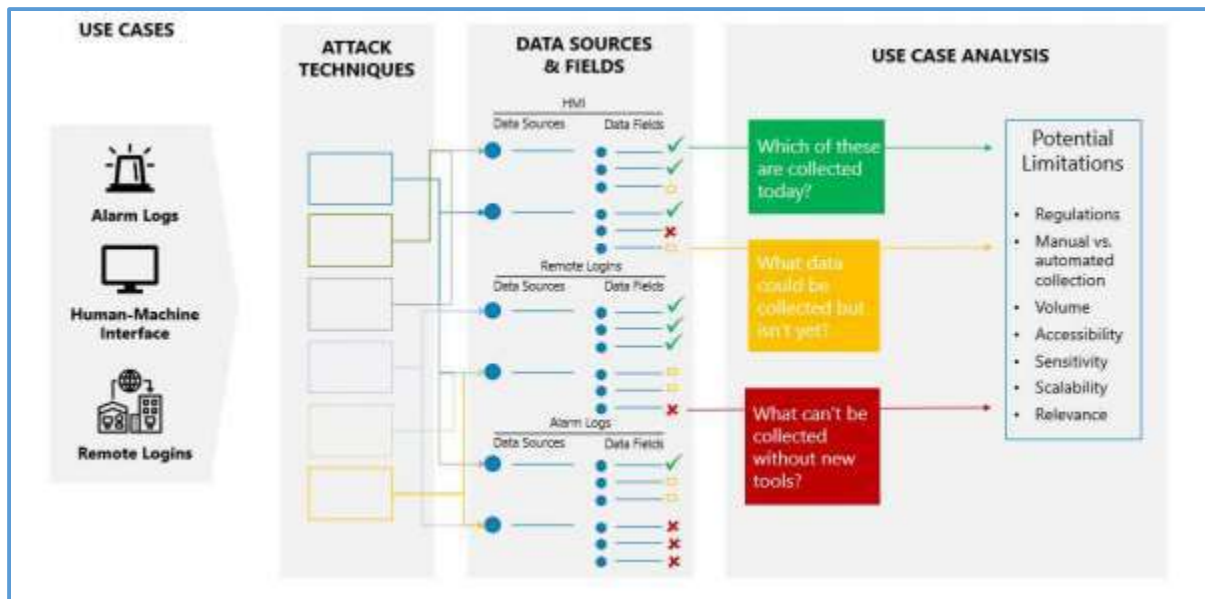 USE CASES
Alarm Logs
Human-Machine
Interface
Remote Logins
ATTACK
TECHNIQUES
DATA SOURCES
& FIELDS
HMI
Data Sources Data Fields
Remote Logins
Data Sources Data Fields
Alarm Logs
Data Sources Data Fields
USE CASE ANALYSIS
Which of these
are collected
today?
What data
could be
collected but
isn't yet?
What can't be
collected
without new
tools?
Potential
Limitations
• Regulations
• Manual vs.
automated
collection
• Volume
• Accessibility
• Sensitivity
• Scalability
• Relevance